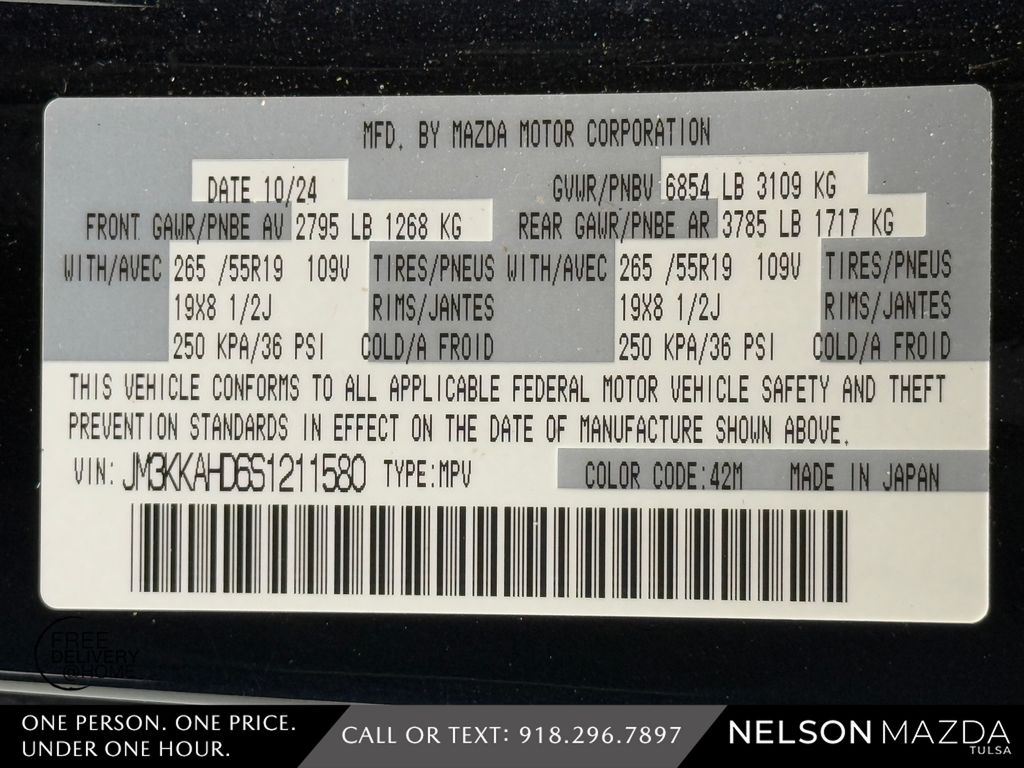 MFD. BY MAZDA MOTOR CORPORATION
DATE 10/24 GVWR/PNBV 6854 LB 3109 KG
FRONT GAWR/PNBE AV 2795 LB 1268 KG REAR GAWR/PNBE AR 3785 LB 1717 KG
WITH/AVEC 265 /55R19 109V TIRES/PNEUS WITH/AVEC 265 /55R19 109V TIRES/PNEUS
19X8 1/2J RIMS/JANTES 19X8 1/2J RIMS/JANTES
250 KPA/36 PSI COLD/A FROID 250 KPA/36 PSI COLD/A FROID
THIS VEHICLE CONFORMS TO ALL APPLICABLE FEDERAL MOTOR VEHICLE SAFETY AND THEFT
PREVENTION STANDARDS IN EFFECT ON THE DATE OF MANUFACTURE SHOWN ABOVE.
VIN: JM3KKAHD6S1211580 TYPE:MPV COLOR CODE:42M MADE IN JAPAN
FREE
DELIVERY
@HOME
ONE PERSON. ONE PRICE.
UNDER ONE HOUR.
CALL OR TEXT: 918.296.7897
NELSON MAZDA
TULSA